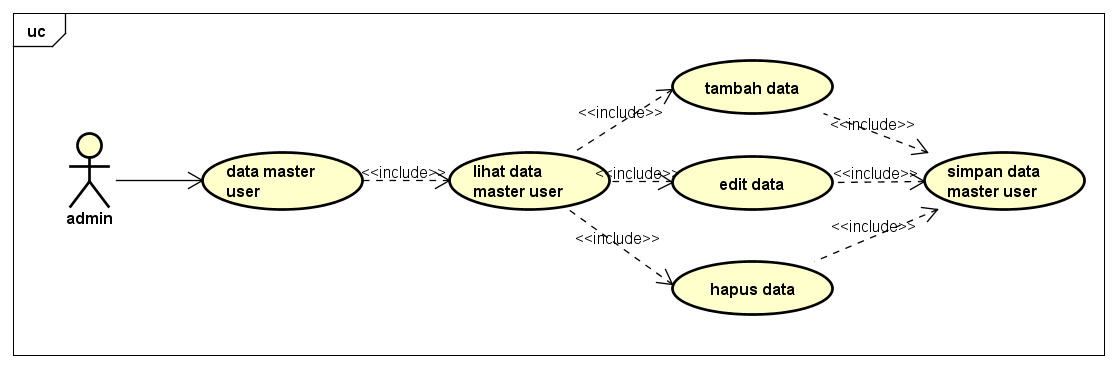 uc
tambah data
<<include>>
<<include>>
admin
data master
user
<<include>>
lihat data
master user
<<include>>
edit data
<<include>>
simpan data
master user
<<include>>
<<include>>
hapus data